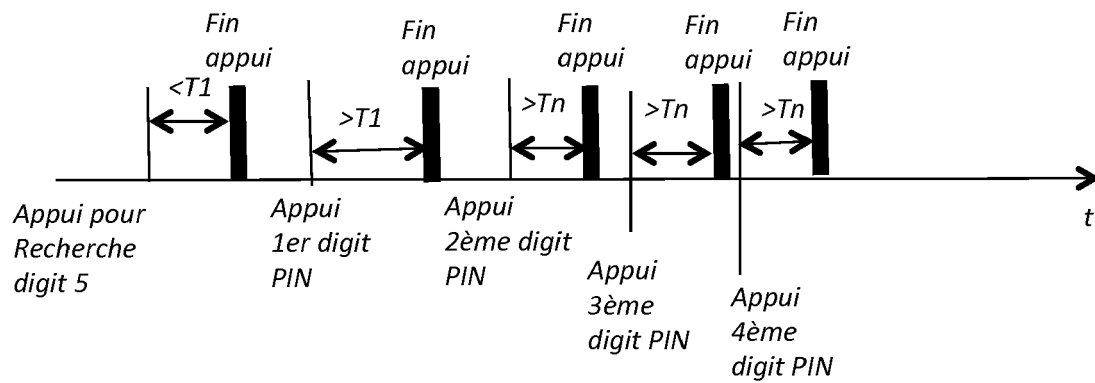 Fin
appui
Fin
appui
Fin
appui
Fin
appui
Fin
appui
<T1
>T1
>Tn
>Tn
>Tn
t
Appui pour
Recherche
digit 5
Appui
1er digit
PIN
Appui
2ème digit
PIN
Appui
3ème
digit PIN
Appui
4ème
digit PIN